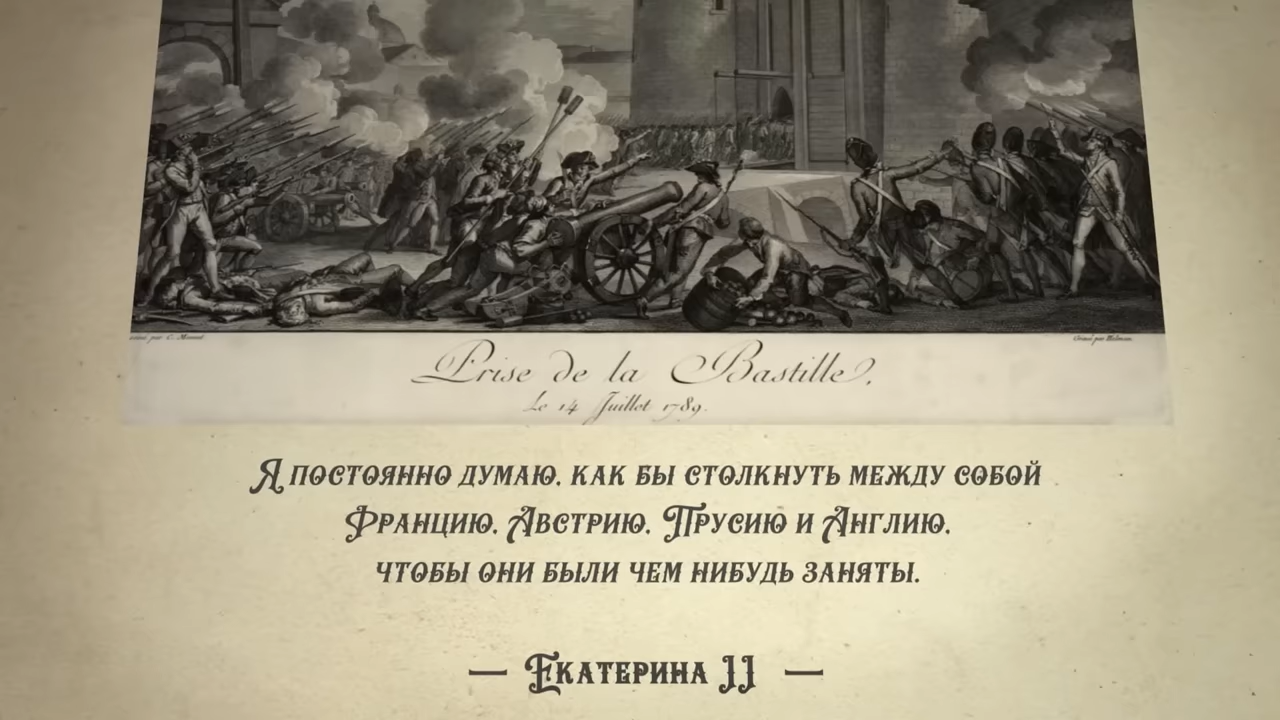 Prise de la Bastille,
Le 14 Juillet 1789.
Я постоянно думаю, как бы столкнуть между собой
Францию, Австрию, Прусию и Англию,
чтобы они были чем нибудь заняты.
— Екатерина II —